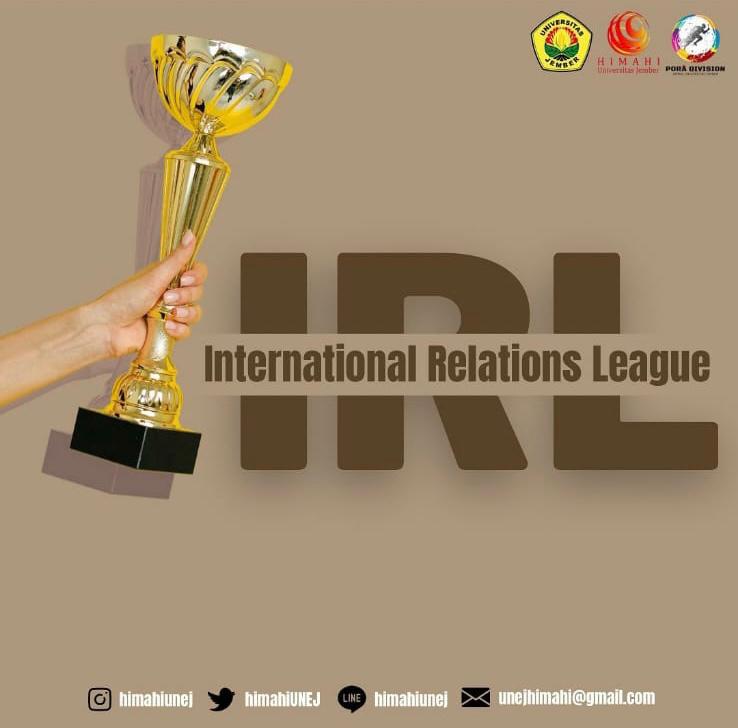 UNIVERSITAS
JEMBER
HIMAHI
Universitas Jember
PORA DIVISION
IRL
International Relations League
himahiunej
himahiUNEJ
LINE
himahiunej
unejhimahi@gmail.com